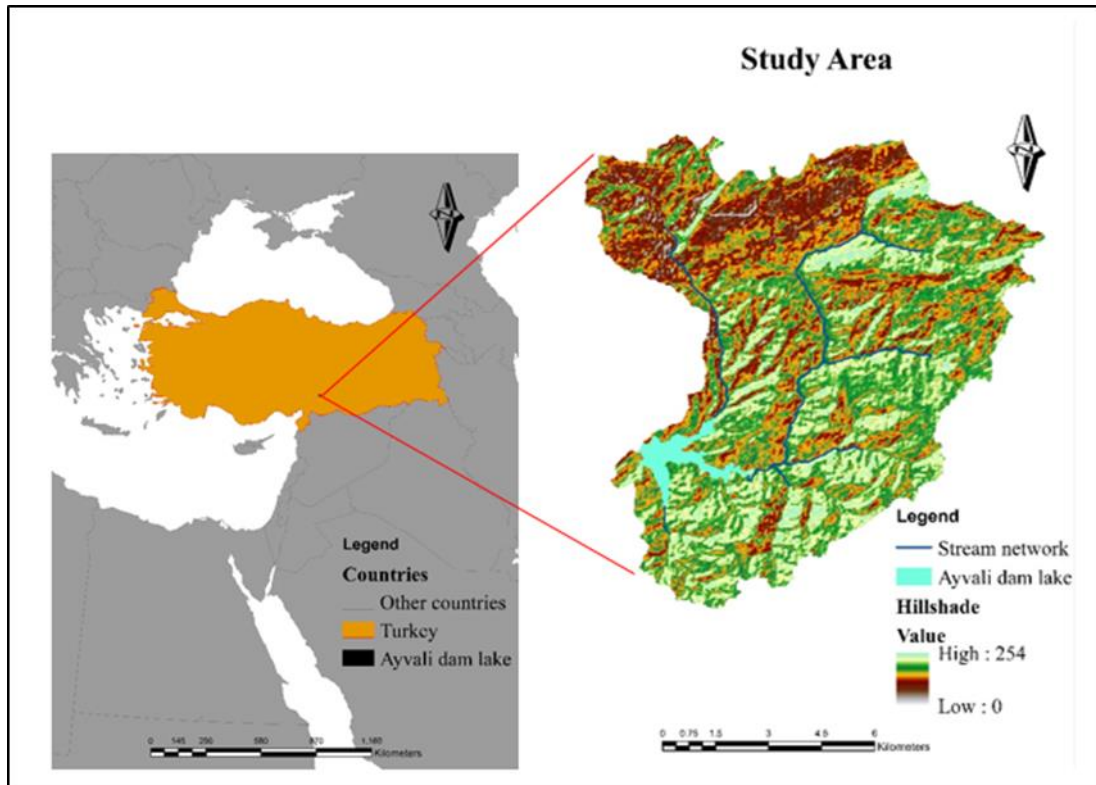 Study Area
N
N
Legend
Countries
Other countries
Turkey
Ayvali dam lake
0 145 290 580 870 1,160
Kilometers
Legend
Stream network
Ayvali dam lake
Hillshade
Value
High : 254
Low : 0
0 0.75 1.5 3 4.5 6
Kilometers